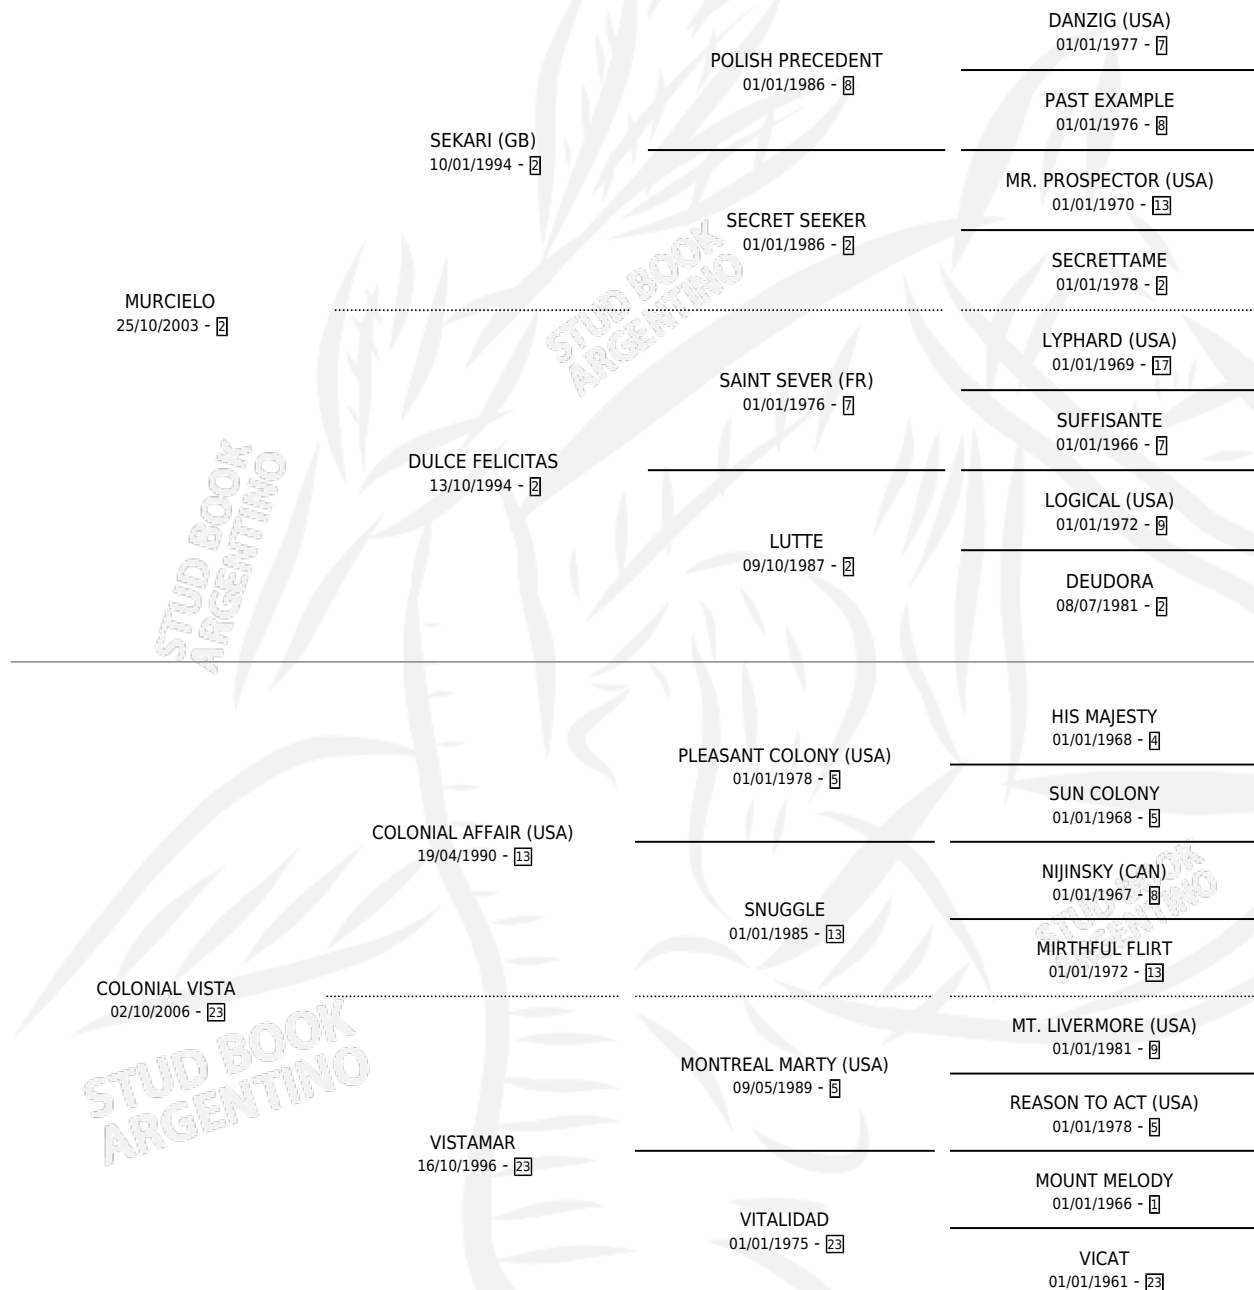 DANZIG (USA)
01/01/1977 - 7
POLISH PRECEDENT
01/01/1986 - 8
PAST EXAMPLE
01/01/1976 - 8
SEKARI (GB)
10/01/1994 - 2
MR. PROSPECTOR (USA)
01/01/1970 - 13
SECRET SEEKER
01/01/1986 - 2
SECRETTAME
01/01/1978 - 2
STUD BOOK
ARGENTINO
MURCIELO
25/10/2003 - 2
LYPHARD (USA)
01/01/1969 - 17
SAINT SEVER (FR)
01/01/1976 - 7
SUFFISANTE
01/01/1966 - 7
DULCE FELICITAS
13/10/1994 - 2
LOGICAL (USA)
01/01/1972 - 9
LUTTE
09/10/1987 - 2
DEUDORA
08/07/1981 - 2
STUD BOOK
ARGENTINO
HIS MAJESTY
01/01/1968 - 4
PLEASANT COLONY (USA)
01/01/1978 - 5
SUN COLONY
01/01/1968 - 5
COLONIAL AFFAIR (USA)
19/04/1990 - 13
NIJINSKY (CAN)
01/01/1967 - 8
SNUGGLE
01/01/1985 - 13
STUD BOOK
ARGENTINO
MIRTHFUL FLIRT
01/01/1972 - 13
COLONIAL VISTA
02/10/2006 - 23
MT. LIVERMORE (USA)
01/01/1981 - 9
MONTREAL MARTY (USA)
09/05/1989 - 5
STUD BOOK
ARGENTINO
REASON TO ACT (USA)
01/01/1978 - 5
VISTAMAR
16/10/1996 - 23
MOUNT MELODY
01/01/1966 - 1
VITALIDAD
01/01/1975 - 23
VICAT
01/01/1961 - 23